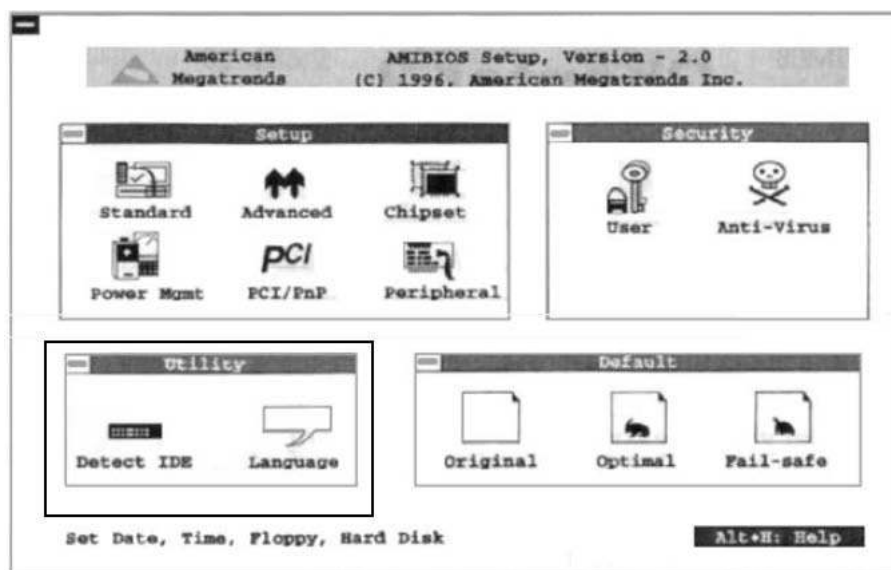 American
Megatrends
AMIBIOS Setup, Version - 2.0
(C) 1996, American Megatrends Inc.
Setup
Standard
Advanced
Chipset
Power Mgmt
PCI
PCI/PnP
Peripheral
Security
User
Anti-Virus
Utility
Detect IDE
Language
Default
Original
Optimal
Fail-safe
Set Date, Time, Floppy, Hard Disk
Alt+H: Help